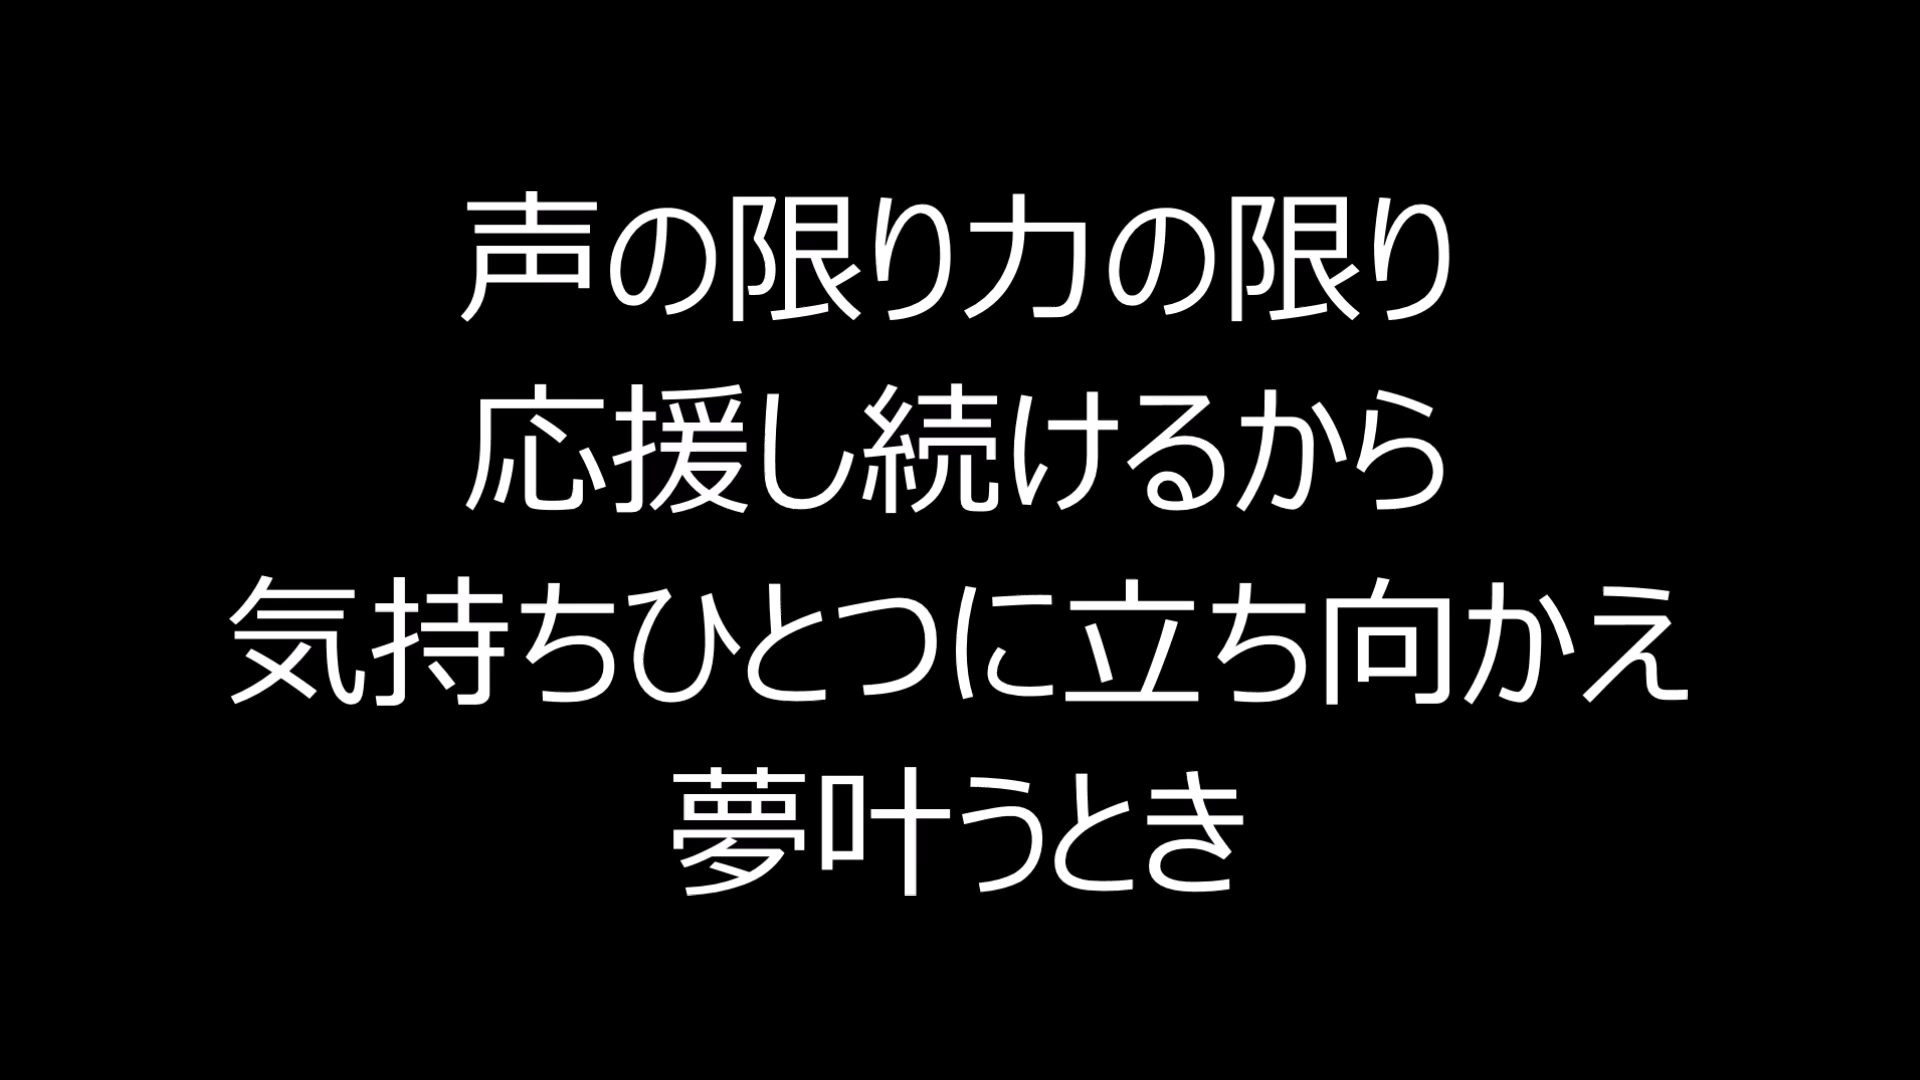 声の限り力の限り
応援し続けるから
気持ちひとつに立ち向かえ
夢叶うとき